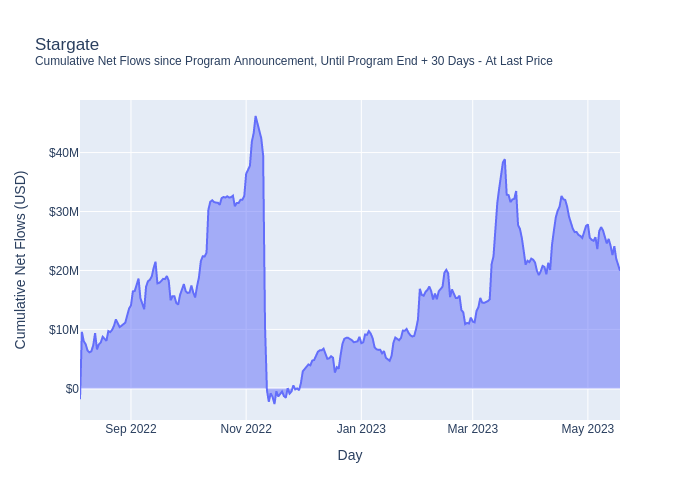 Stargate
Cumulative Net Flows since Program Announcement, Until Program End + 30 Days - At Last Price
Cumulative Net Flows (USD)
$40M
$30M
$20M
$10M
$0
Sep 2022
Nov 2022
Jan 2023
Mar 2023
May 2023
Day